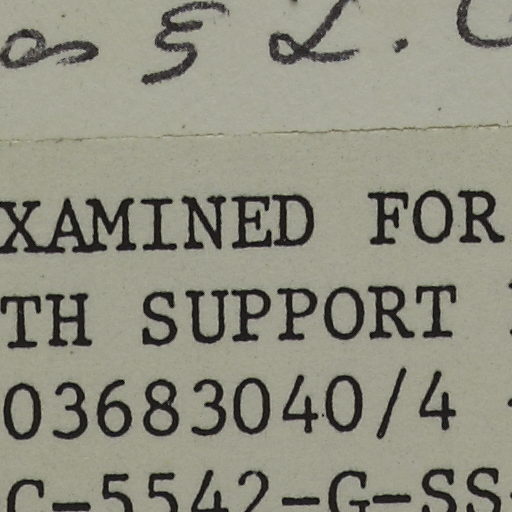 & L.
XAMINED FOR
TH SUPPORT
03683040/4
C-5542-G-SS